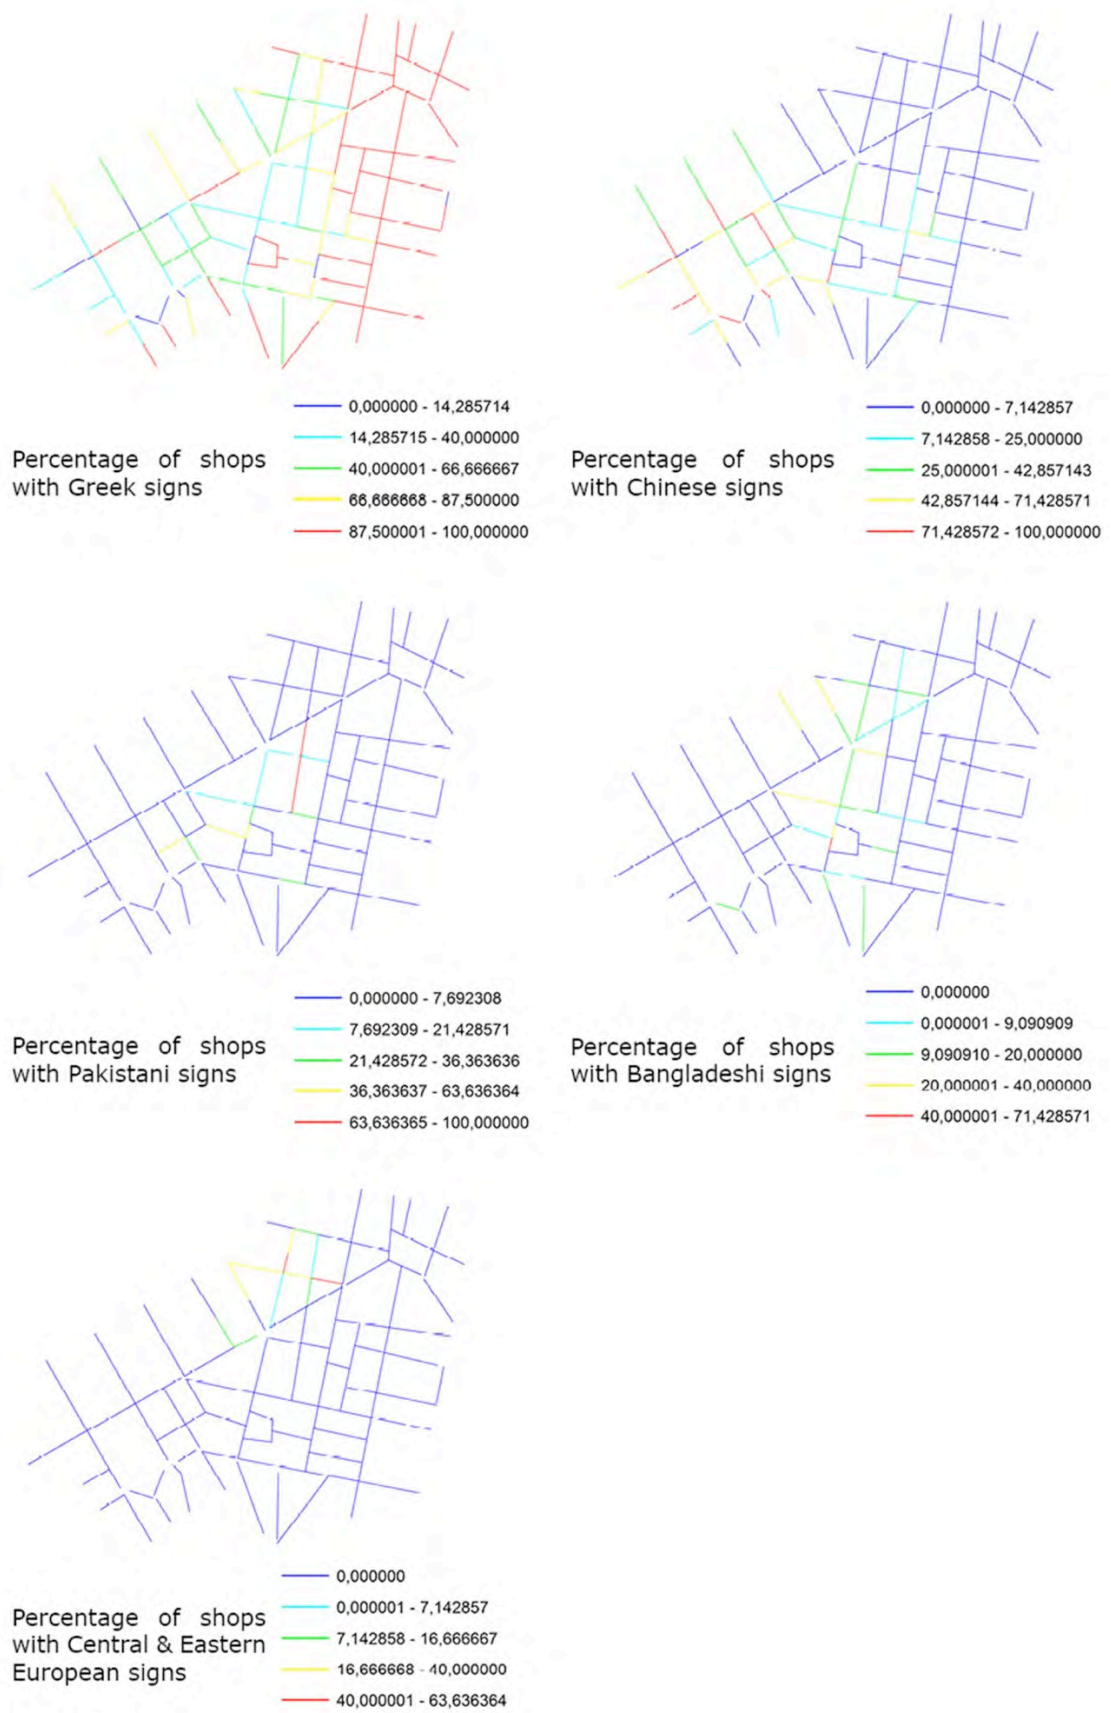 0,000000 - 14,285714
14,285715 - 40,000000
40,000001 - 66,666667
66,666668 - 87,500000
87,500001 - 100,000000
Percentage of shops
with Greek signs
0,000000 - 7,142857
7,142858 - 25,000000
25,000001 - 42,857143
42,857144 - 71,428571
71,428572 - 100,000000
Percentage of shops
with Chinese signs
0,000000 - 7,692308
7,692309 - 21,428571
21,428572 - 36,363636
36,363637 - 63,636364
63,636365 - 100,000000
Percentage of shops
with Pakistani signs
0,000000
0,000001 - 9,090909
9,090910 - 20,000000
20,000001 - 40,000000
40,000001 - 71,428571
Percentage of shops
with Bangladeshi signs
0,000000
0,000001 - 7,142857
7,142858 - 16,666667
16,666668 - 40,000000
40,000001 - 63,636364
Percentage of shops
with Central & Eastern
European signs